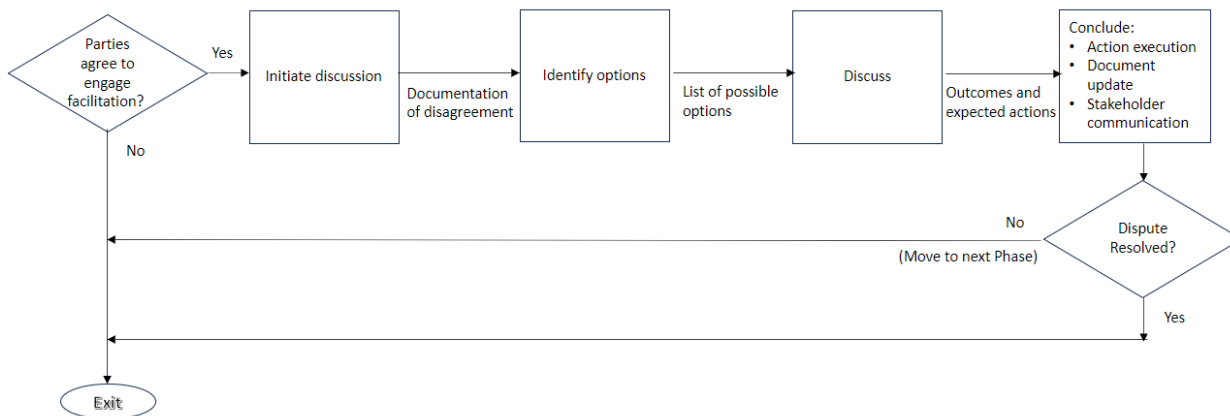 Parties
agree to
engage
facilitation?
Yes
Initiate discussion
Documentation
of disagreement
Identify options
List of possible
options
Discuss
Outcomes and
expected actions
Conclude:
• Action execution
• Document
update
• Stakeholder
communication
No
No
(Move to next Phase)
Dispute
Resolved?
Yes
Exit